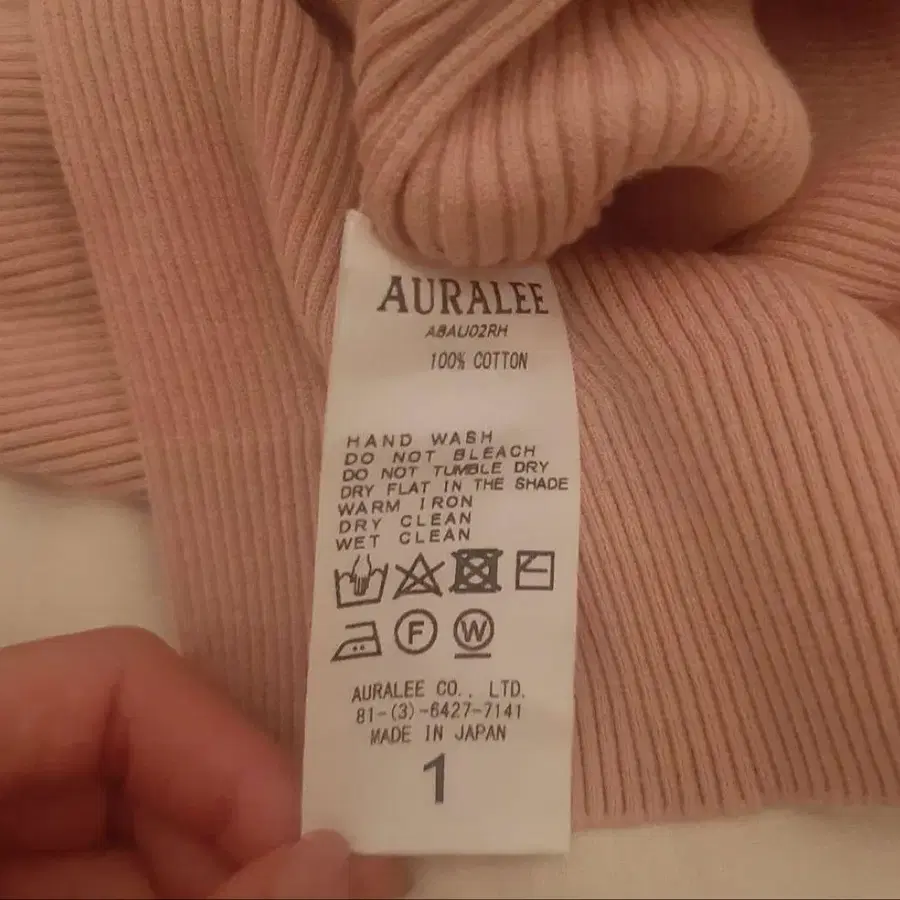 AURALEE
A8AU02RH
100% COTTON
HAND WASH
DO NOT BLEACH
DO NOT TUMBLE DRY
DRY FLAT IN THE SHADE
WARM IRON
DRY CLEAN
WET CLEAN
F W
AURALEE CO., LTD.
81-(3)-6427-7141
MADE IN JAPAN
1